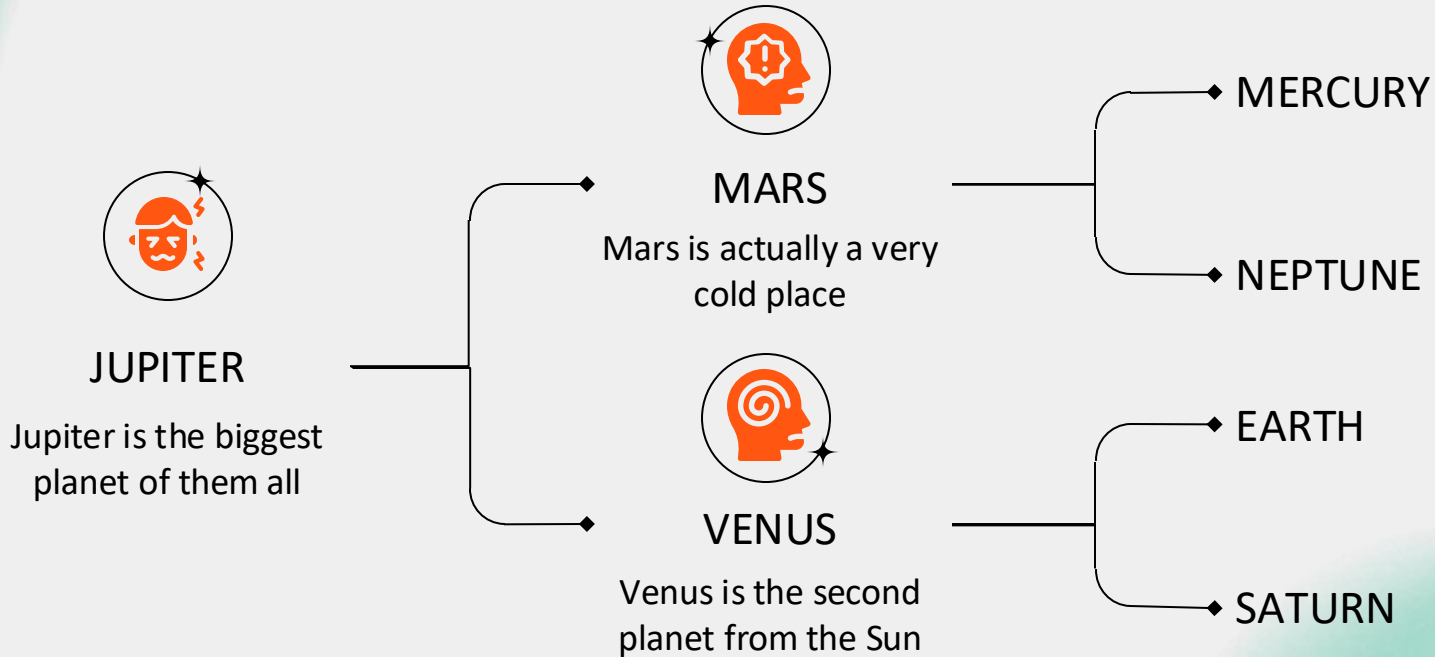 JUPITER
Jupiter is the biggest
planet of them all
MARS
Mars is actually a very
cold place
VENUS
Venus is the second
planet from the Sun
MERCURY
NEPTUNE
EARTH
SATURN